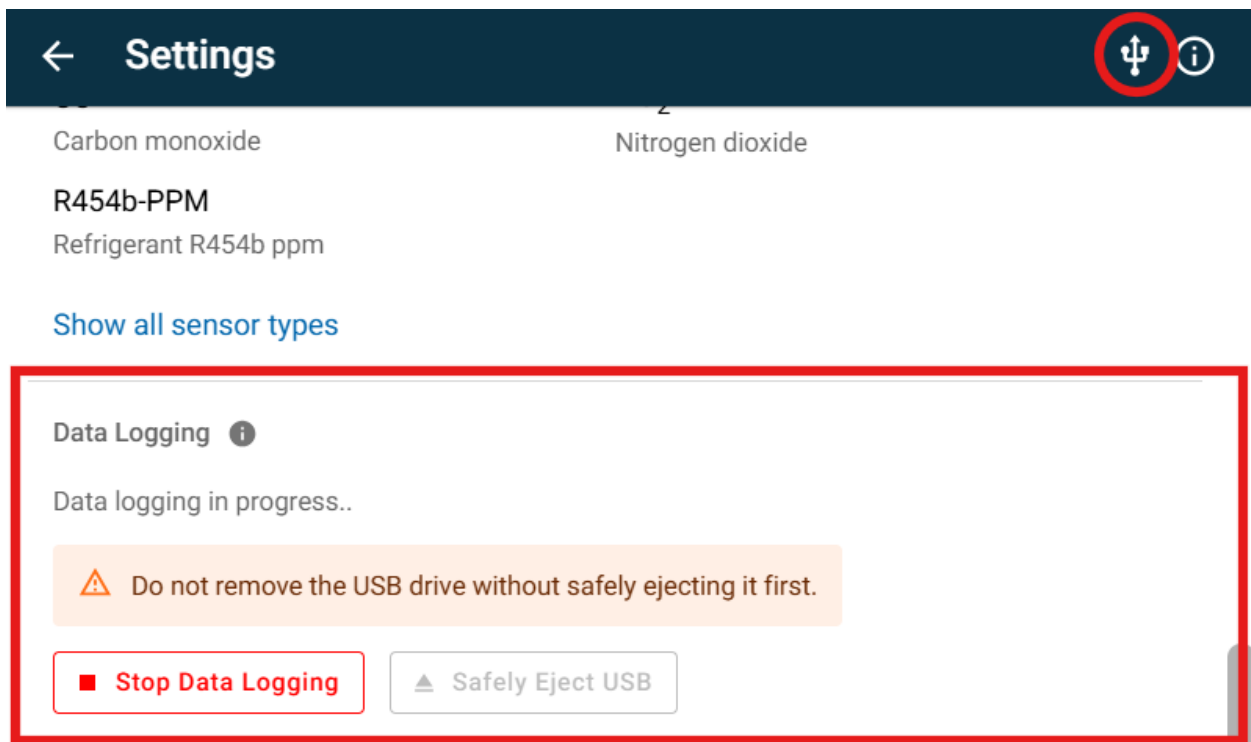 Settings
2
Carbon monoxide
Nitrogen dioxide
R454b-PPM
Refrigerant R454b ppm
Show all sensor types
Data Logging
Data logging in progress..
Do not remove the USB drive without safely ejecting it first.
Stop Data Logging
Safely Eject USB